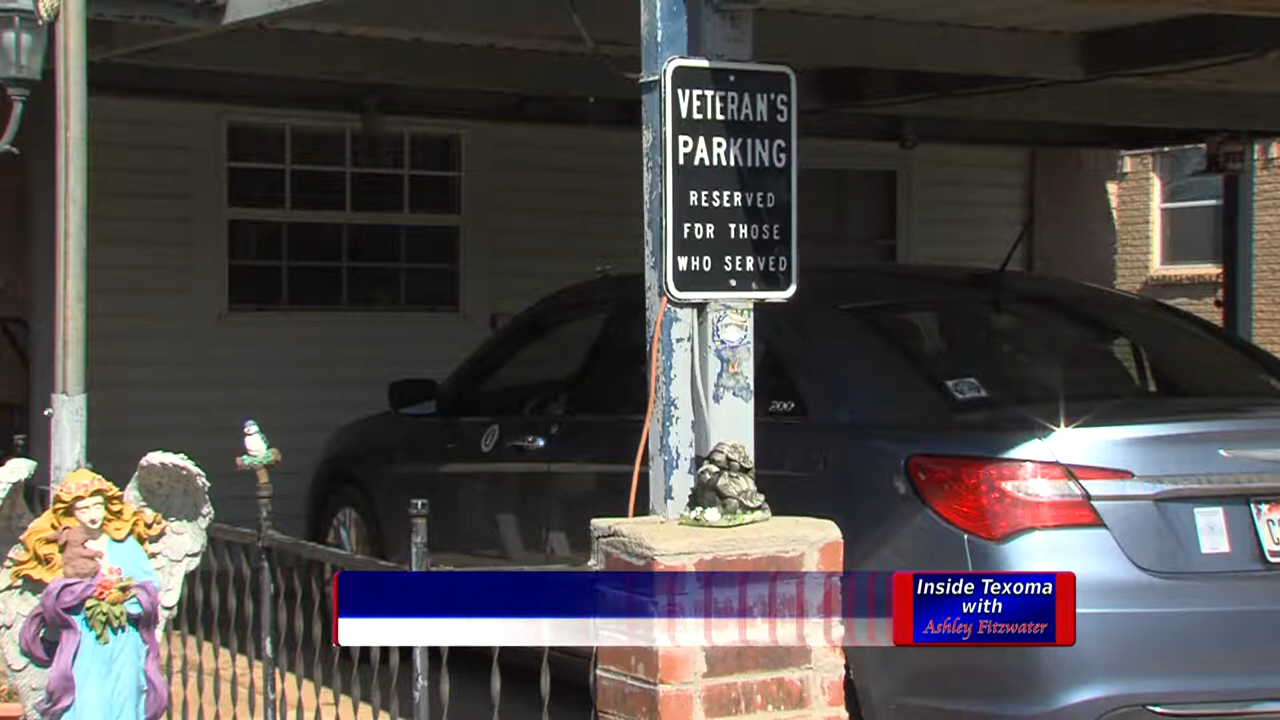 VETERAN'S
PARKING
RESERVED
FOR THOSE
WHO SERVED
200
Inside Texoma
with
Ashley Fitzwater